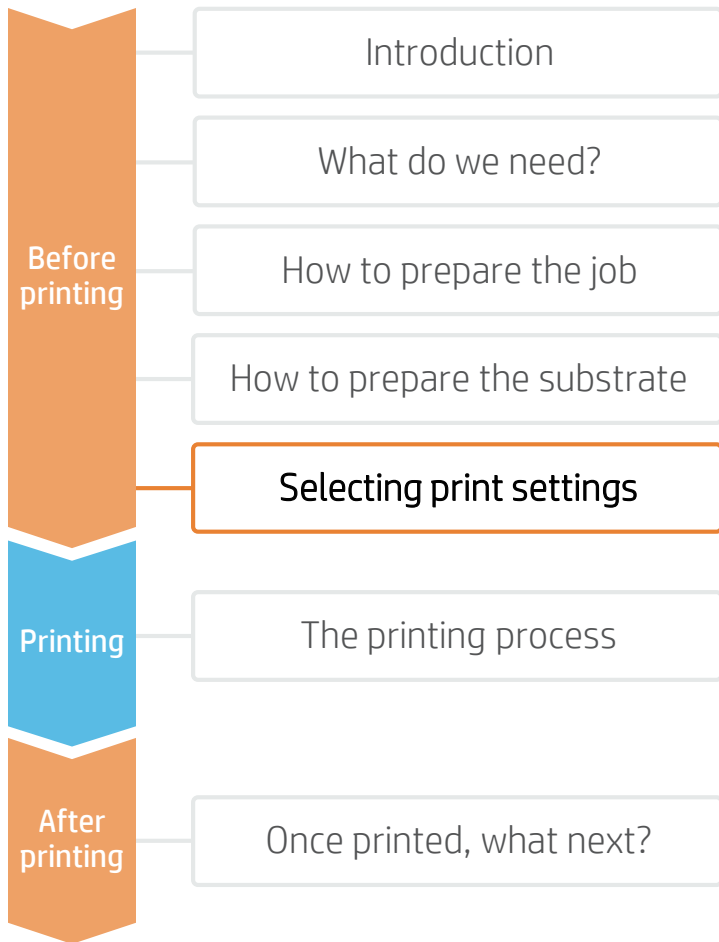 Introduction
What do we need?
Before
printing
How to prepare the job
How to prepare the substrate
Selecting print settings
Printing
The printing process
After
printing
Once printed, what next?